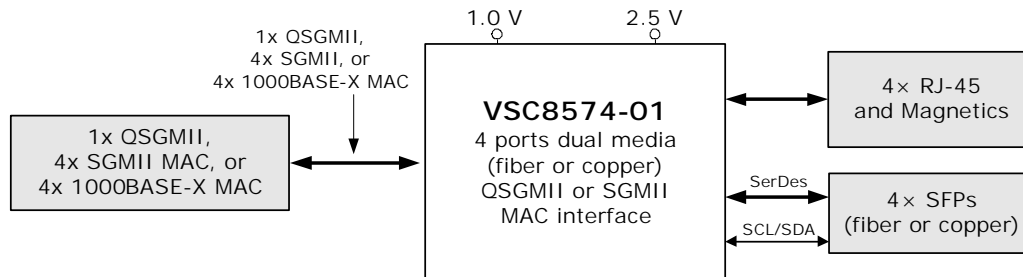 1.0 V
2.5 V
1x QSGMII,
4x SGMII, or
4x 1000BASE-X MAC
1x QSGMII,
4x SGMII MAC, or
4x 1000BASE-X MAC
VSC8574-01
4 ports dual media
(fiber or copper)
QSGMII or SGMII
MAC interface
4× RJ-45
and Magnetics
SerDes
SCL/SDA
4× SFPs
(fiber or copper)